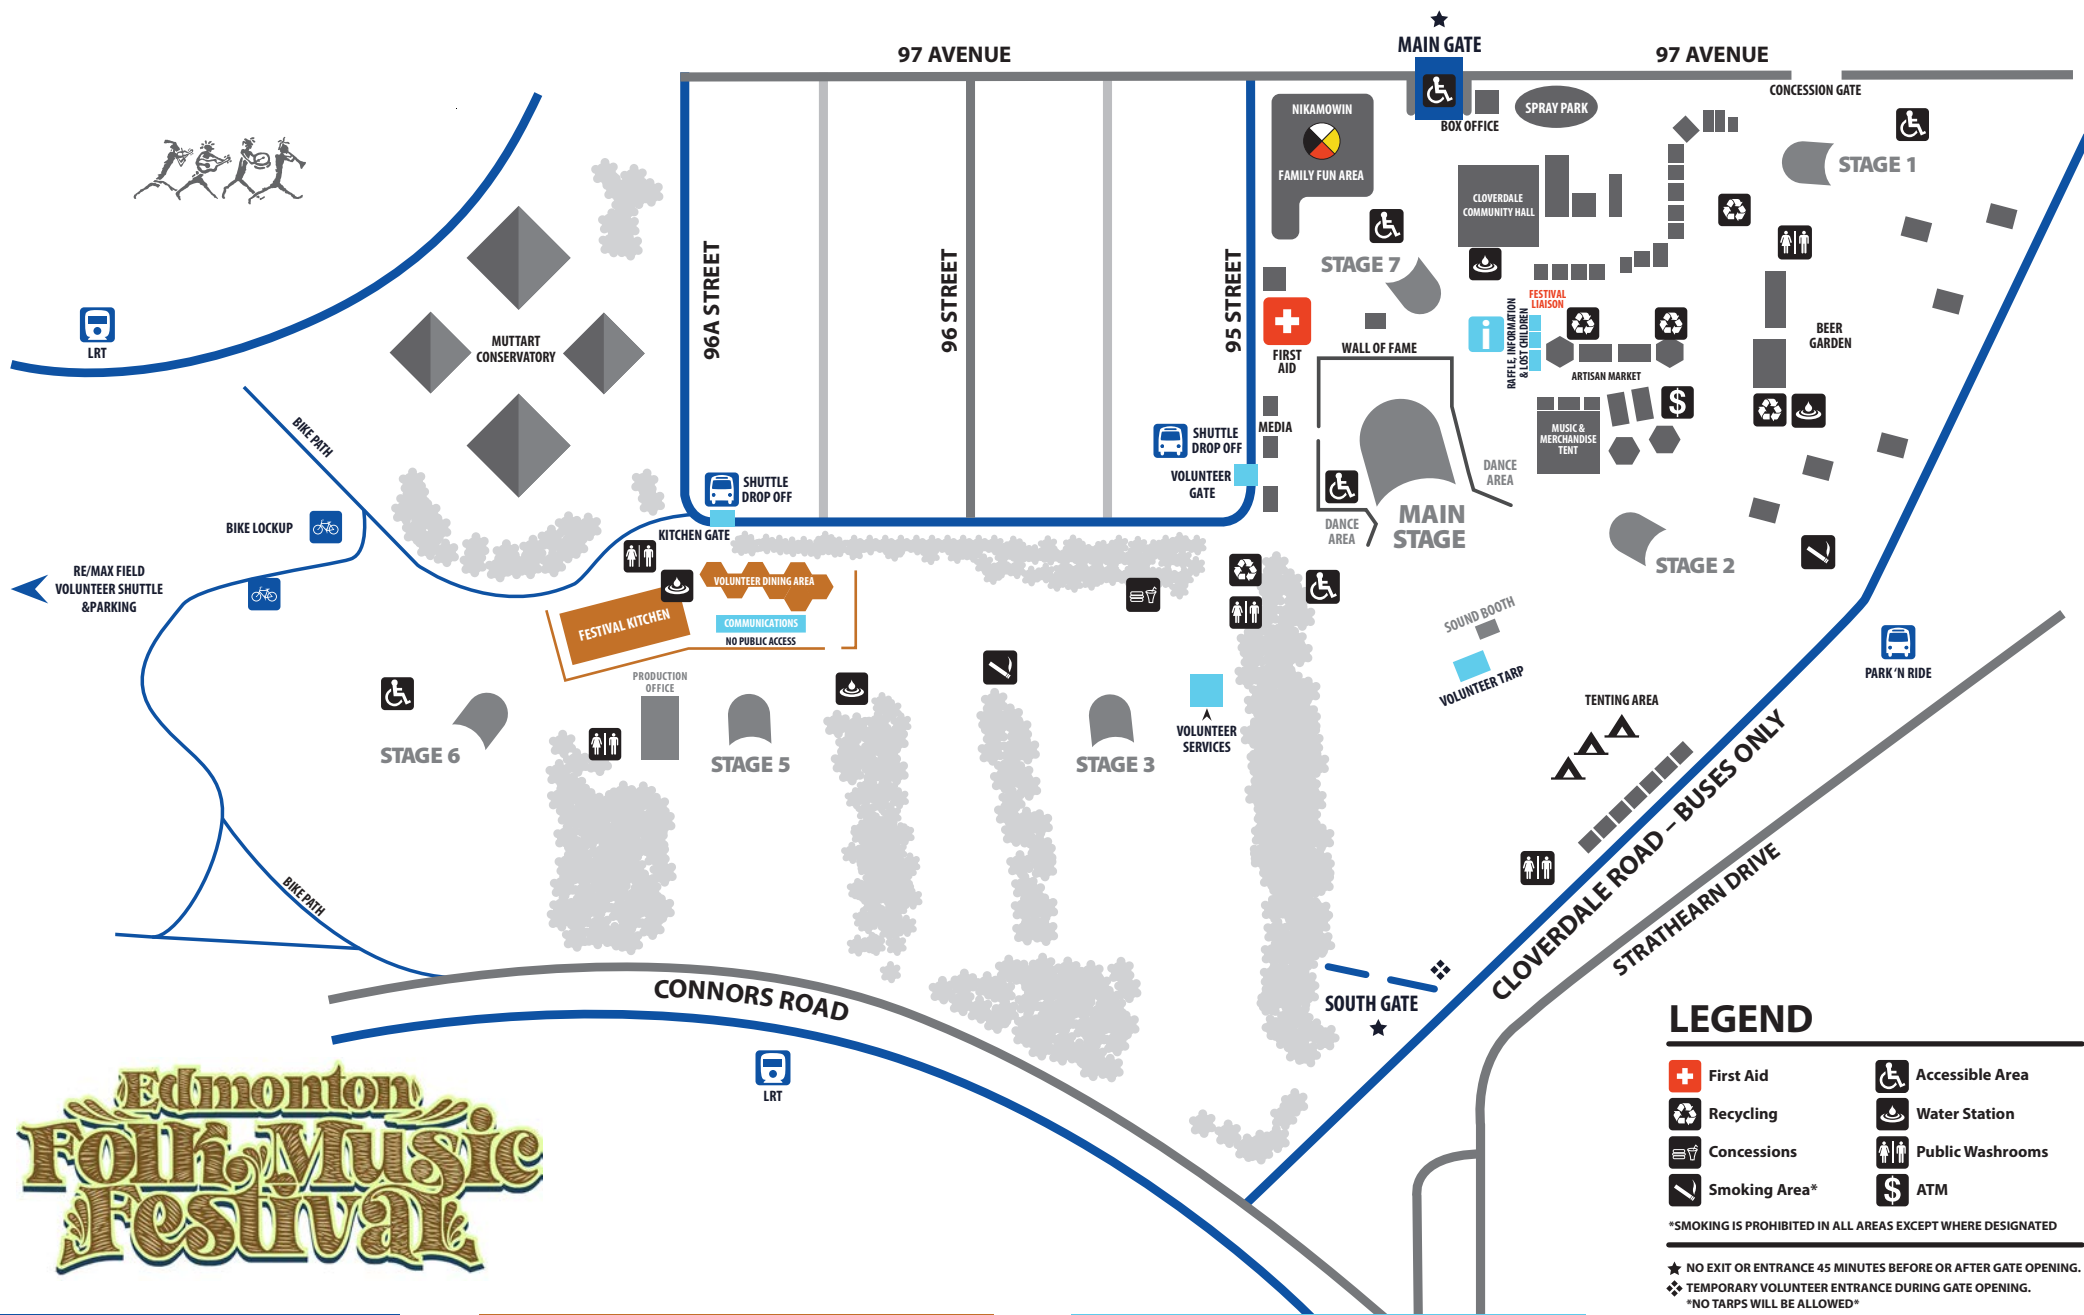 97 AVENUE
MAIN GATE
97 AVENUE
CONCESSION GATE
BOX OFFICE
SPRAY PARK
NIKAMOWIN
FAMILY FUN AREA
STAGE 1
CLOVERDALE
COMMUNITY HALL
STAGE 7
96A STREET
96 STREET
95 STREET
LRT
MUTTART
CONSERVATORY
FIRST
AID
WALL OF FAME
FESTIVAL
LIAISON
RAFFLE, INFORMATION
& LOST CHILDREN
i
ARTISAN MARKET
BEER
GARDEN
$
BIKE PATH
SHUTTLE
DROP OFF
MEDIA
MUSIC &
MERCHANDISE
TENT
VOLUNTEER
GATE
DANCE
AREA
SHUTTLE
DROP OFF
MAIN
STAGE
DANCE
AREA
BIKE LOCKUP
KITCHEN GATE
STAGE 2
RE/MAX FIELD
VOLUNTEER SHUTTLE
&PARKING
VOLUNTEER DINING AREA
FESTIVAL KITCHEN
COMMUNICATIONS
NO PUBLIC ACCESS
SOUND BOOTH
VOLUNTEER TARP
PARK 'N RIDE
PRODUCTION
OFFICE
TENTING AREA
STAGE 6
STAGE 5
STAGE 3
VOLUNTEER
SERVICES
CLOVERDALE ROAD – BUSES ONLY
STRATHEARN DRIVE
BIKE PATH
CONNORS ROAD
SOUTH GATE
LRT
Edmonton
Folk Music
Festival
LEGEND
First Aid
Accessible Area
Recycling
Water Station
Concessions
Public Washrooms
Smoking Area*
$ ATM
*SMOKING IS PROHIBITED IN ALL AREAS EXCEPT WHERE DESIGNATED
NO EXIT OR ENTRANCE 45 MINUTES BEFORE OR AFTER GATE OPENING.
TEMPORARY VOLUNTEER ENTRANCE DURING GATE OPENING.
*NO TARPS WILL BE ALLOWED*